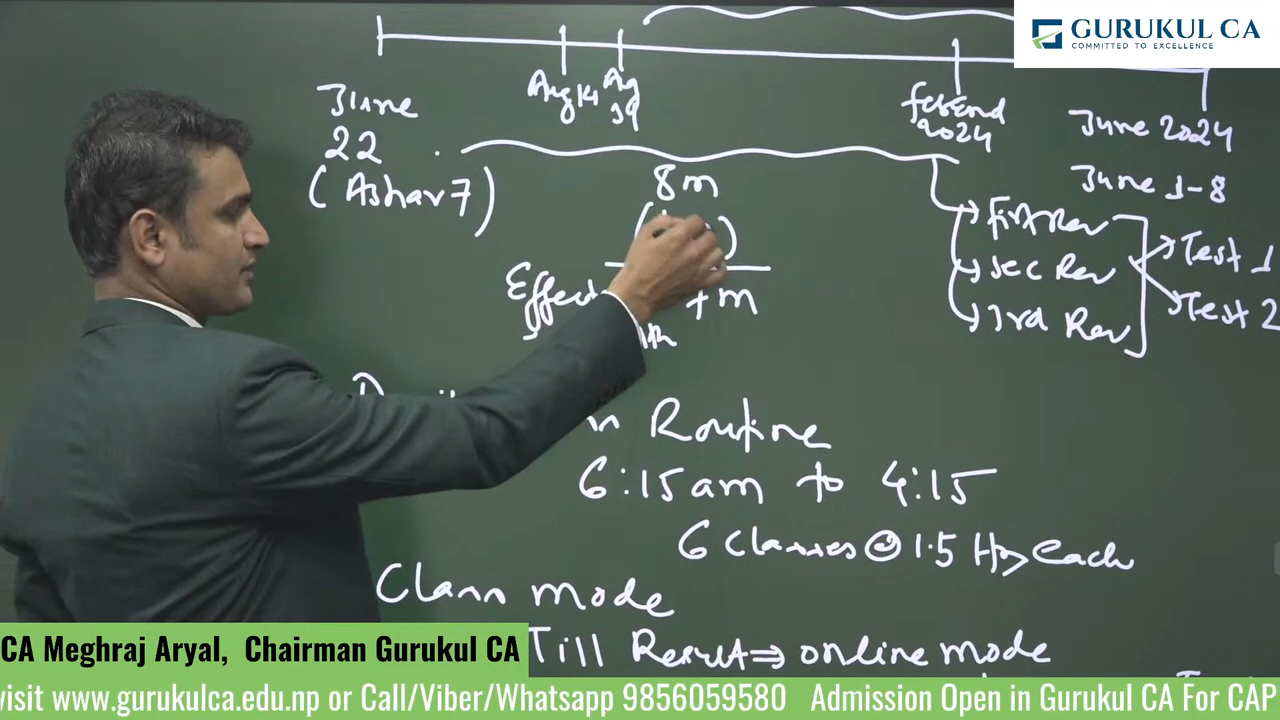 GURUKUL CA
COMMITTED TO EXCELLENCE
June
22
(Ashar 7)
Aug 14
Aug
Feb end
2024
June 2024
June 1-8
8m
First Rev
Sec Rev
3rd Rev
Test 1
Test 2
m
Routine
6:15 am to 4:15
6 Classes @ 1.5 Hrs each
Class mode
Till Result ⇒ online mode
CA Meghraj Aryal, Chairman Gurukul CA
visit www.gurukulca.edu.np or Call/Viber/Whatsapp 9856059580 Admission Open in Gurukul CA For CAP